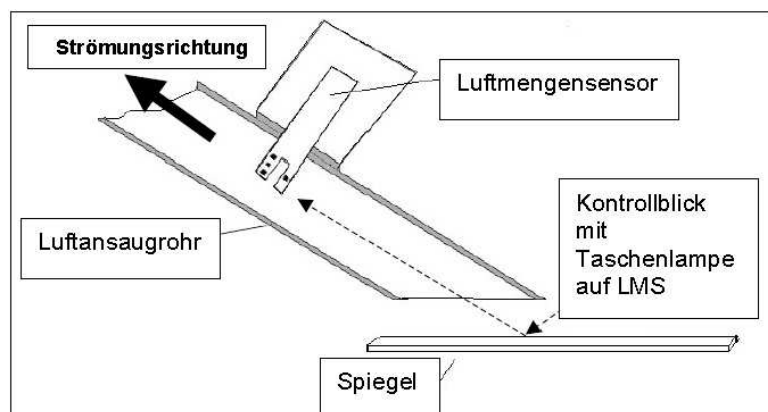 Strömungsrichtung
Luftmengensensor
Luftansaugrohr
Kontrollblick
mit
Taschenlampe
auf LMS
Spiegel